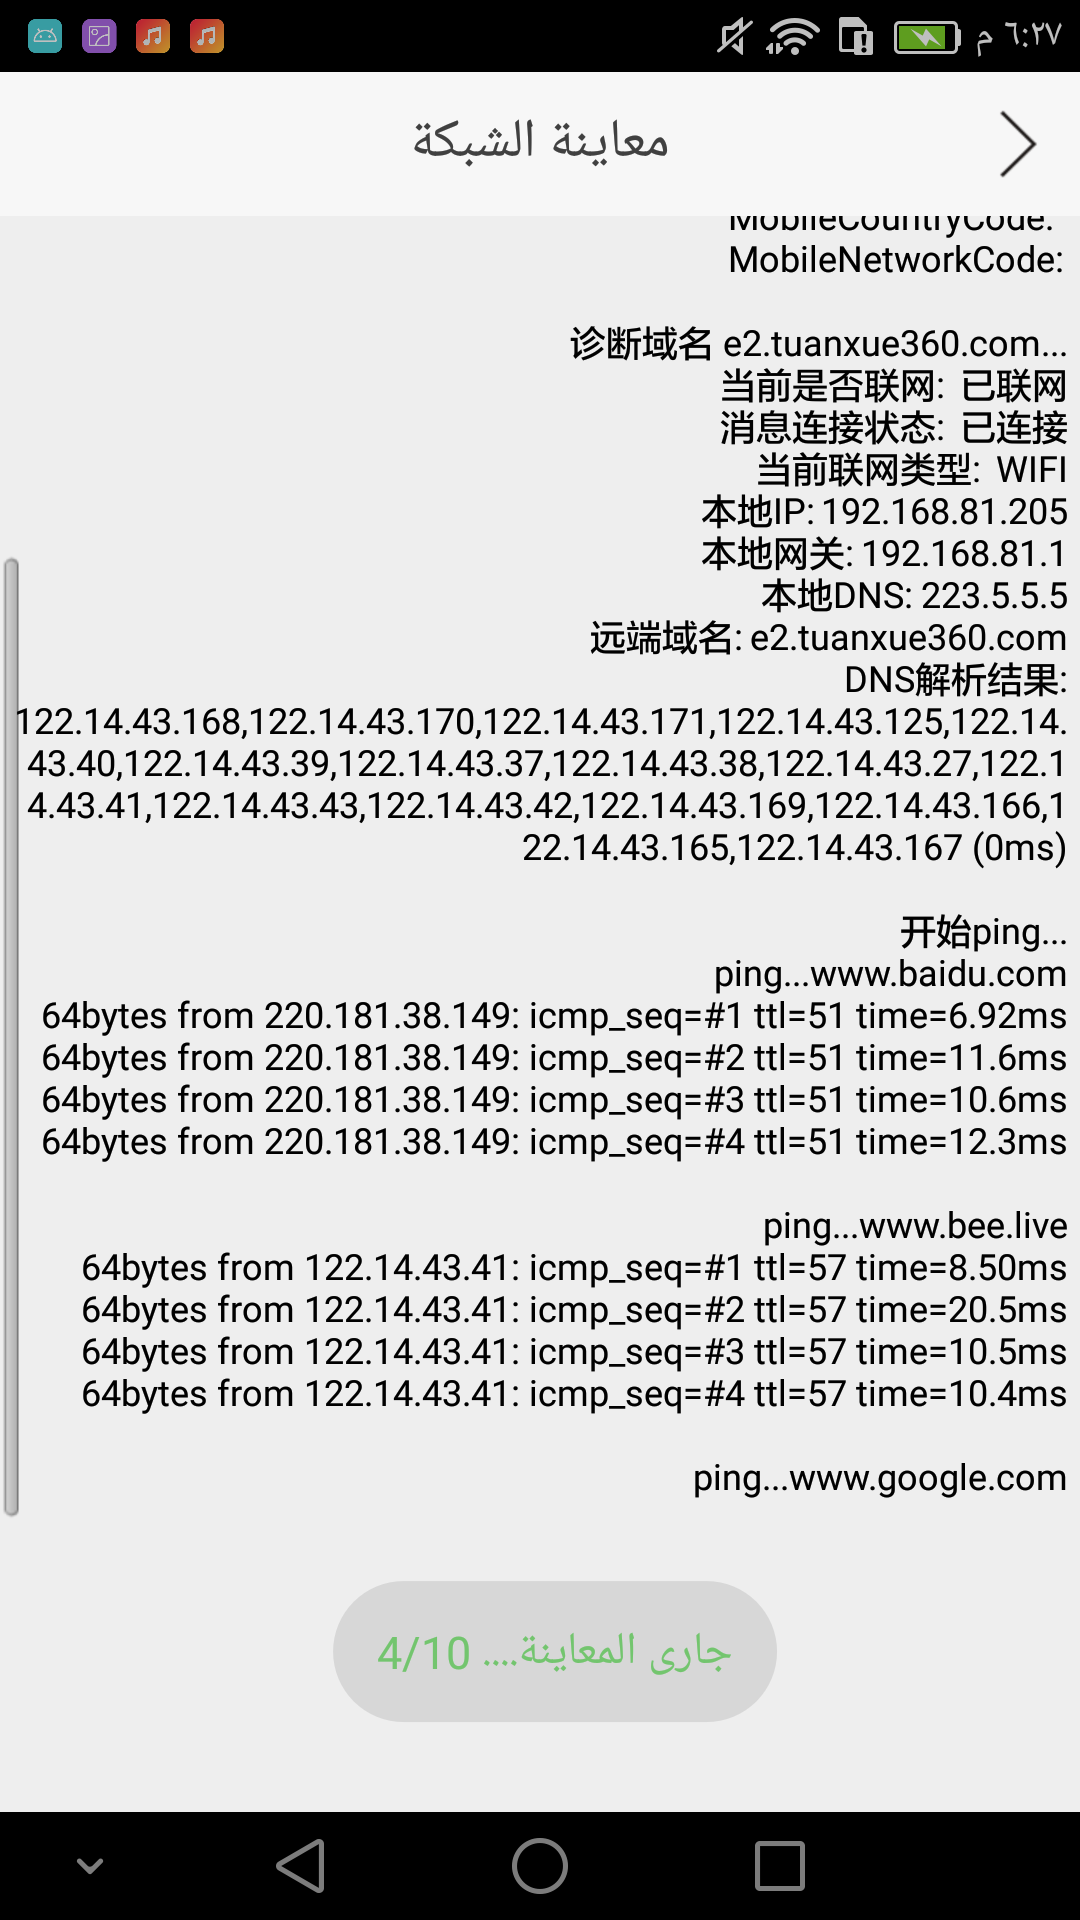 ٦:٢٧ م
معاينة الشبكة
MobileCountryCode:
MobileNetworkCode:
诊断域名 e2.tuanxue360.com...
当前是否联网: 已联网
消息连接状态: 已连接
当前联网类型: WIFI
本地IP: 192.168.81.205
本地网关: 192.168.81.1
本地DNS: 223.5.5.5
远端域名: e2.tuanxue360.com
DNS解析结果:
122.14.43.168,122.14.43.170,122.14.43.171,122.14.43.125,122.14.
43.40,122.14.43.39,122.14.43.37,122.14.43.38,122.14.43.27,122.1
4.43.41,122.14.43.43,122.14.43.42,122.14.43.169,122.14.43.166,1
22.14.43.165,122.14.43.167 (0ms)
开始ping...
ping...www.baidu.com
64bytes from 220.181.38.149: icmp_seq=#1 ttl=51 time=6.92ms
64bytes from 220.181.38.149: icmp_seq=#2 ttl=51 time=11.6ms
64bytes from 220.181.38.149: icmp_seq=#3 ttl=51 time=10.6ms
64bytes from 220.181.38.149: icmp_seq=#4 ttl=51 time=12.3ms
ping...www.bee.live
64bytes from 122.14.43.41: icmp_seq=#1 ttl=57 time=8.50ms
64bytes from 122.14.43.41: icmp_seq=#2 ttl=57 time=20.5ms
64bytes from 122.14.43.41: icmp_seq=#3 ttl=57 time=10.5ms
64bytes from 122.14.43.41: icmp_seq=#4 ttl=57 time=10.4ms
ping...www.google.com
جارى المعاينة.... 4/10